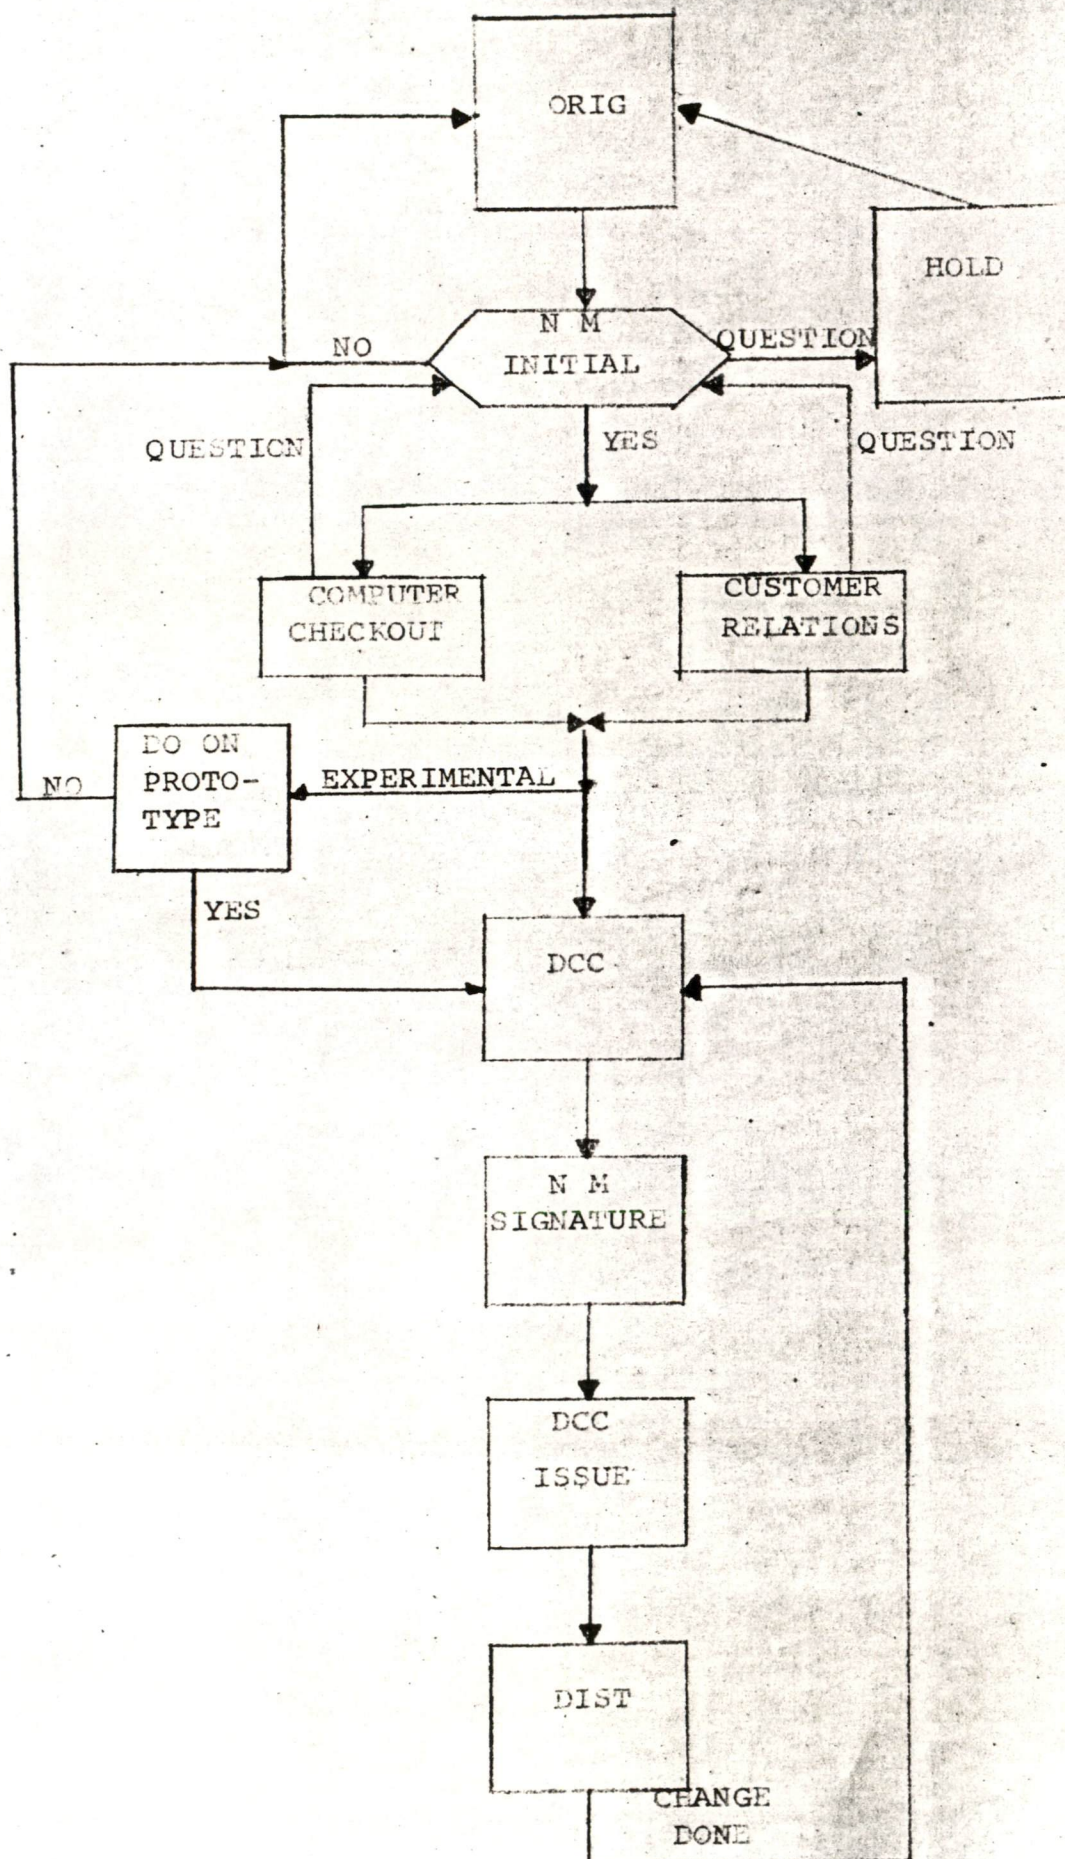 ORIG
HOLD
N M
INITIAL
NO
QUESTION
YES
QUESTION
QUESTION
COMPUTER
CHECKOUT
CUSTOMER
RELATIONS
DO ON
PROTO-
TYPE
NO
EXPERIMENTAL
YES
DCC
N M
SIGNATURE
DCC
ISSUE
DIST
CHANGE
DONE